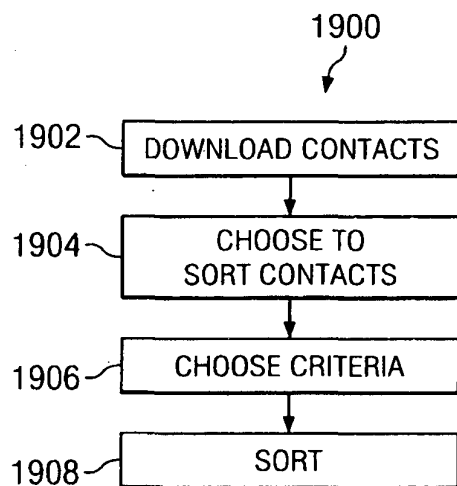 1900
1902
DOWNLOAD CONTACTS
1904
CHOOSE TO
SORT CONTACTS
1906
CHOOSE CRITERIA
1908
SORT